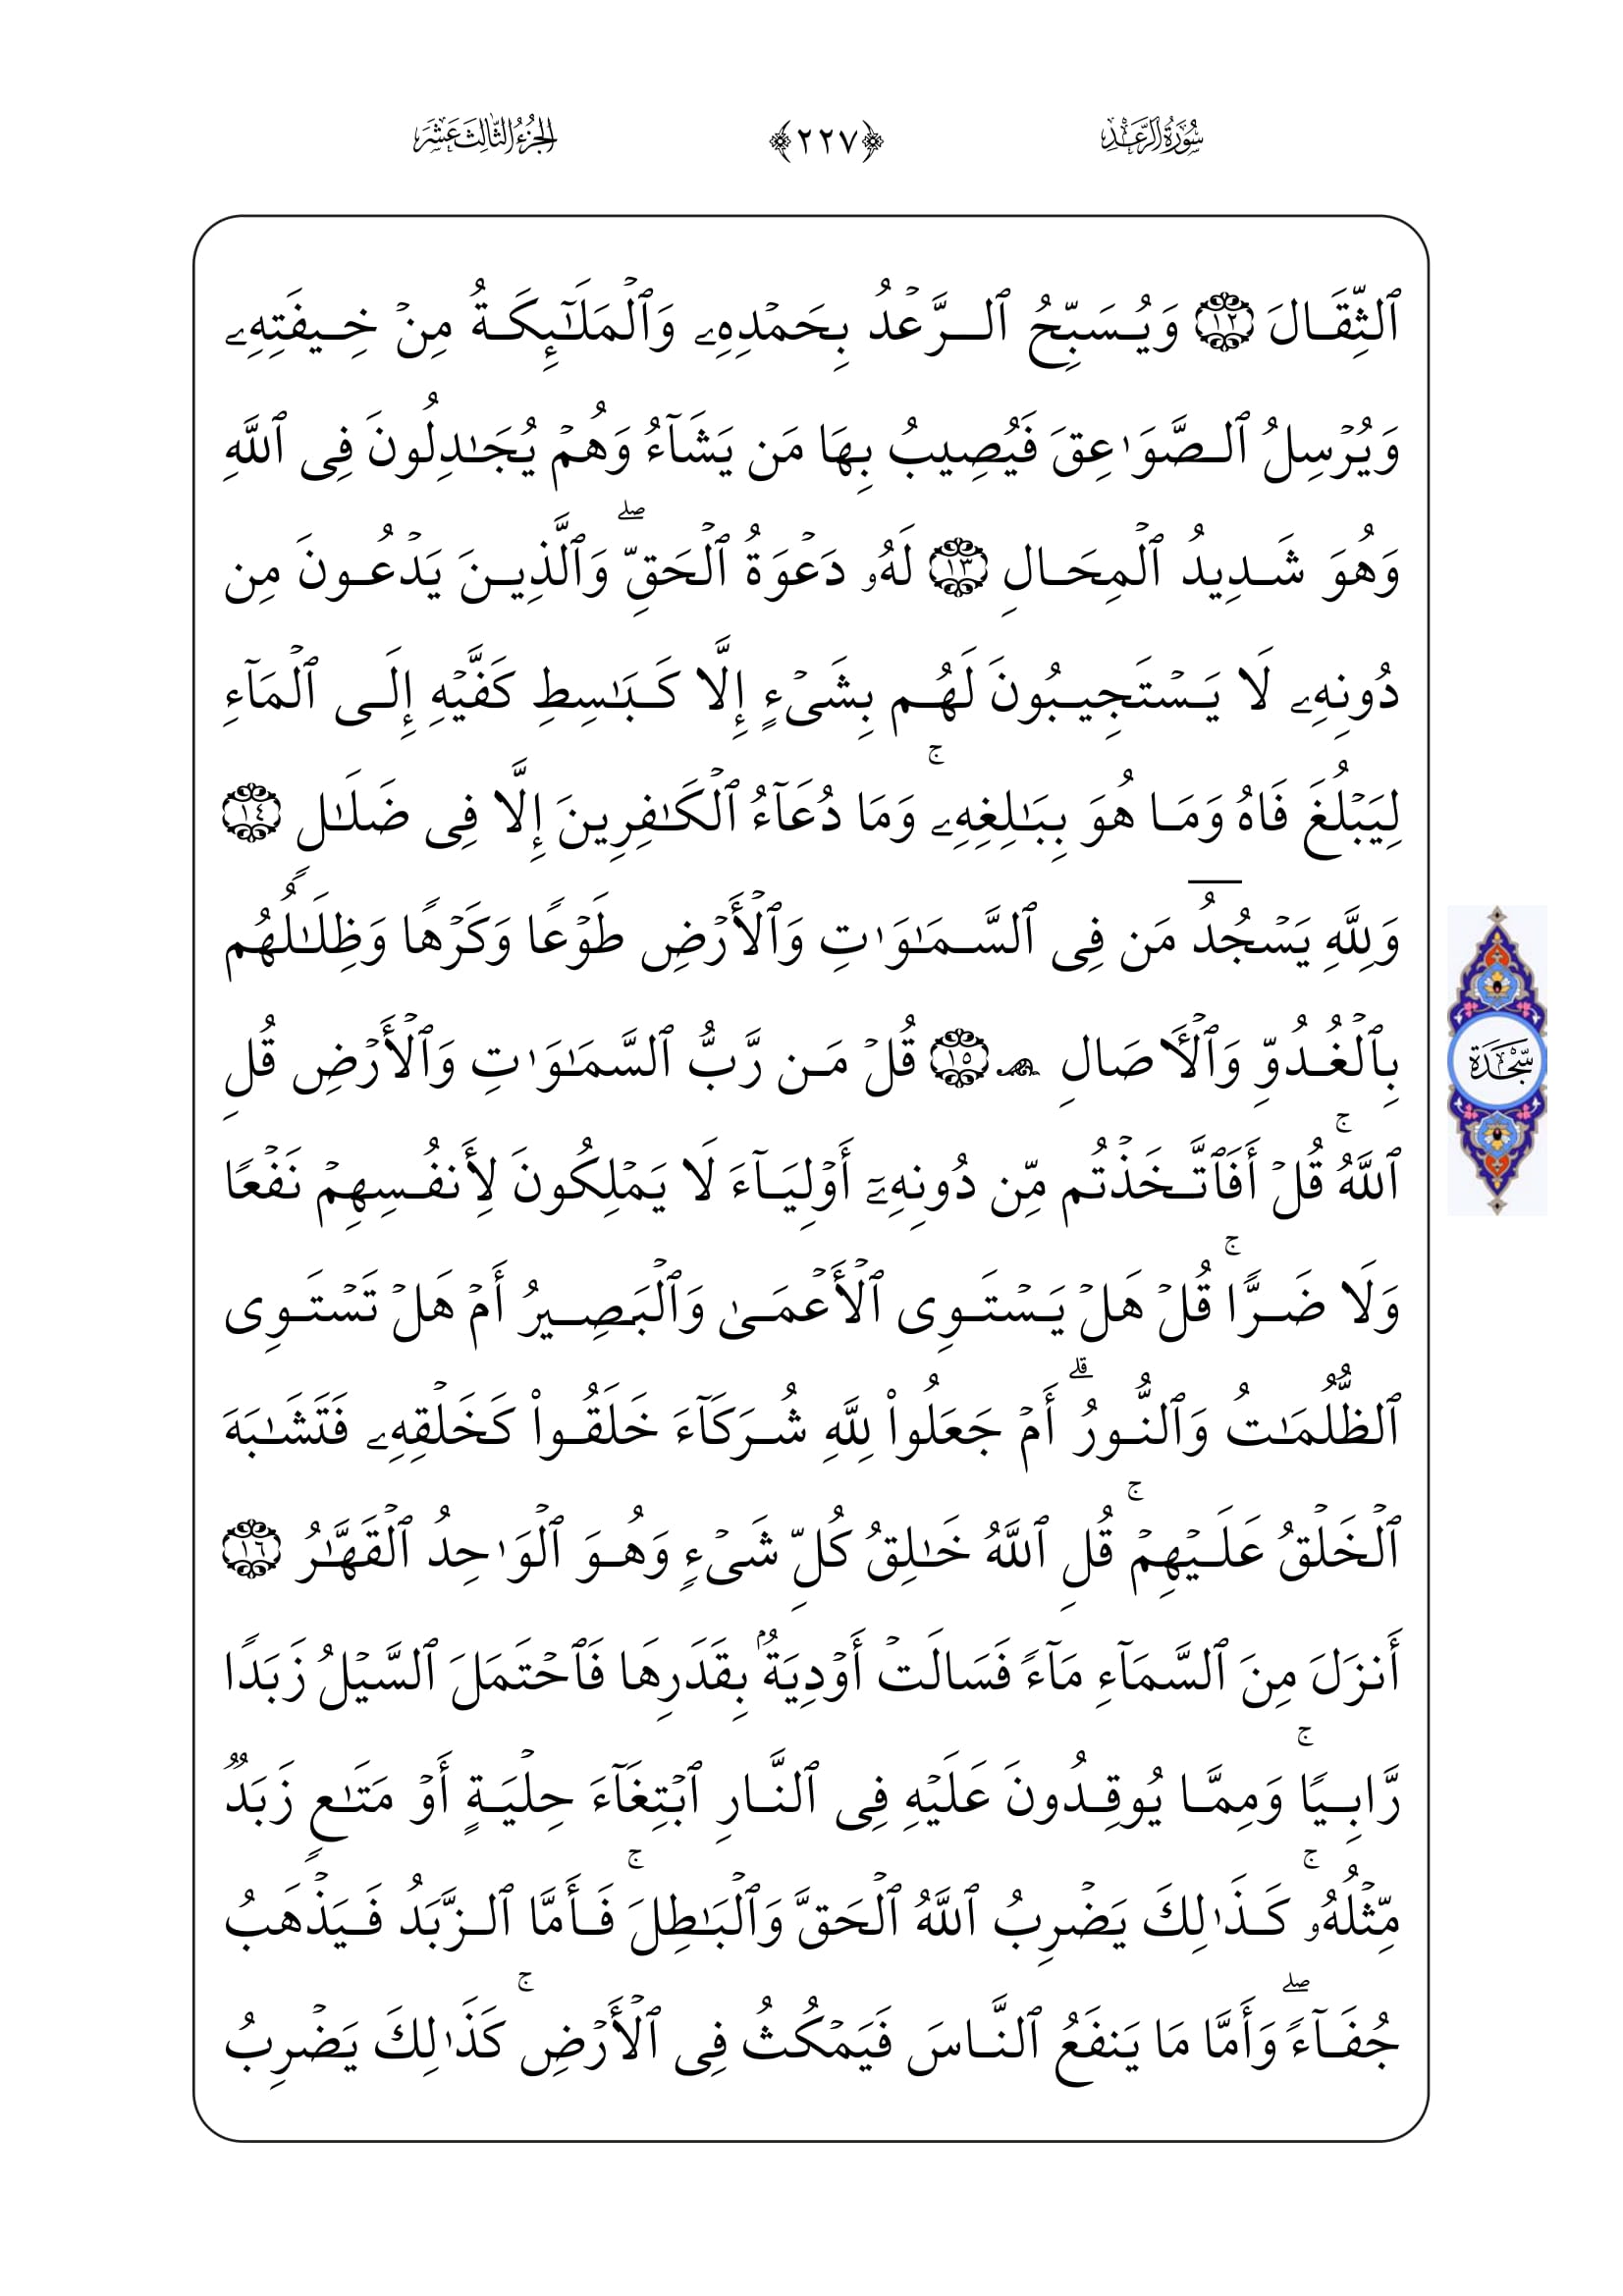 سُورَةُ الرَّعْدِ ﴿٢٢٧﴾ الجُزْءُ الثَّالِثَ عَشَرَ
ٱلثِّقَالَ ١٢ وَيُسَبِّحُ ٱلرَّعۡدُ بِحَمۡدِهِۦ وَٱلۡمَلَٰٓئِكَةُ مِنۡ خِيفَتِهِۦ
وَيُرۡسِلُ ٱلصَّوَٰعِقَ فَيُصِيبُ بِهَا مَن يَشَآءُ وَهُمۡ يُجَٰدِلُونَ فِى ٱللَّهِ
وَهُوَ شَدِيدُ ٱلۡمِحَالِ ١٣ لَهُۥ دَعۡوَةُ ٱلۡحَقِّۖ وَٱلَّذِينَ يَدۡعُونَ مِن
دُونِهِۦ لَا يَسۡتَجِيبُونَ لَهُم بِشَىۡءٍ إِلَّا كَبَٰسِطِ كَفَّيۡهِ إِلَى ٱلۡمَآءِ
لِيَبۡلُغَ فَاهُ وَمَا هُوَ بِبَٰلِغِهِۦۚ وَمَا دُعَآءُ ٱلۡكَٰفِرِينَ إِلَّا فِى ضَلَٰلٍ ١٤
وَلِلَّهِ يَسۡجُدُ مَن فِى ٱلسَّمَٰوَٰتِ وَٱلۡأَرۡضِ طَوۡعًا وَكَرۡهًا وَظِلَٰلُهُم
بِٱلۡغُدُوِّ وَٱلۡأٓصَالِ ۩ ١٥ قُلۡ مَن رَّبُّ ٱلسَّمَٰوَٰتِ وَٱلۡأَرۡضِ قُلِ
سَجْدَة
ٱللَّهُۚ قُلۡ أَفَٱتَّخَذۡتُم مِّن دُونِهِۦٓ أَوۡلِيَآءَ لَا يَمۡلِكُونَ لِأَنفُسِهِمۡ نَفۡعًا
وَلَا ضَرًّاۚ قُلۡ هَلۡ يَسۡتَوِى ٱلۡأَعۡمَىٰ وَٱلۡبَصِيرُ أَمۡ هَلۡ تَسۡتَوِى
ٱلظُّلُمَٰتُ وَٱلنُّورُۗ أَمۡ جَعَلُواْ لِلَّهِ شُرَكَآءَ خَلَقُواْ كَخَلۡقِهِۦ فَتَشَٰبَهَ
ٱلۡخَلۡقُ عَلَيۡهِمۡۚ قُلِ ٱللَّهُ خَٰلِقُ كُلِّ شَىۡءٍ وَهُوَ ٱلۡوَٰحِدُ ٱلۡقَهَّٰرُ ١٦
أَنزَلَ مِنَ ٱلسَّمَآءِ مَآءً فَسَالَتۡ أَوۡدِيَةُۢ بِقَدَرِهَا فَٱحۡتَمَلَ ٱلسَّيۡلُ زَبَدًا
رَّابِيًاۚ وَمِمَّا يُوقِدُونَ عَلَيۡهِ فِى ٱلنَّارِ ٱبۡتِغَآءَ حِلۡيَةٍ أَوۡ مَتَٰعٍ زَبَدٌ
مِّثۡلُهُۥۚ كَذَٰلِكَ يَضۡرِبُ ٱللَّهُ ٱلۡحَقَّ وَٱلۡبَٰطِلَۚ فَأَمَّا ٱلزَّبَدُ فَيَذۡهَبُ
جُفَآءًۖ وَأَمَّا مَا يَنفَعُ ٱلنَّاسَ فَيَمۡكُثُ فِى ٱلۡأَرۡضِۚ كَذَٰلِكَ يَضۡرِبُ